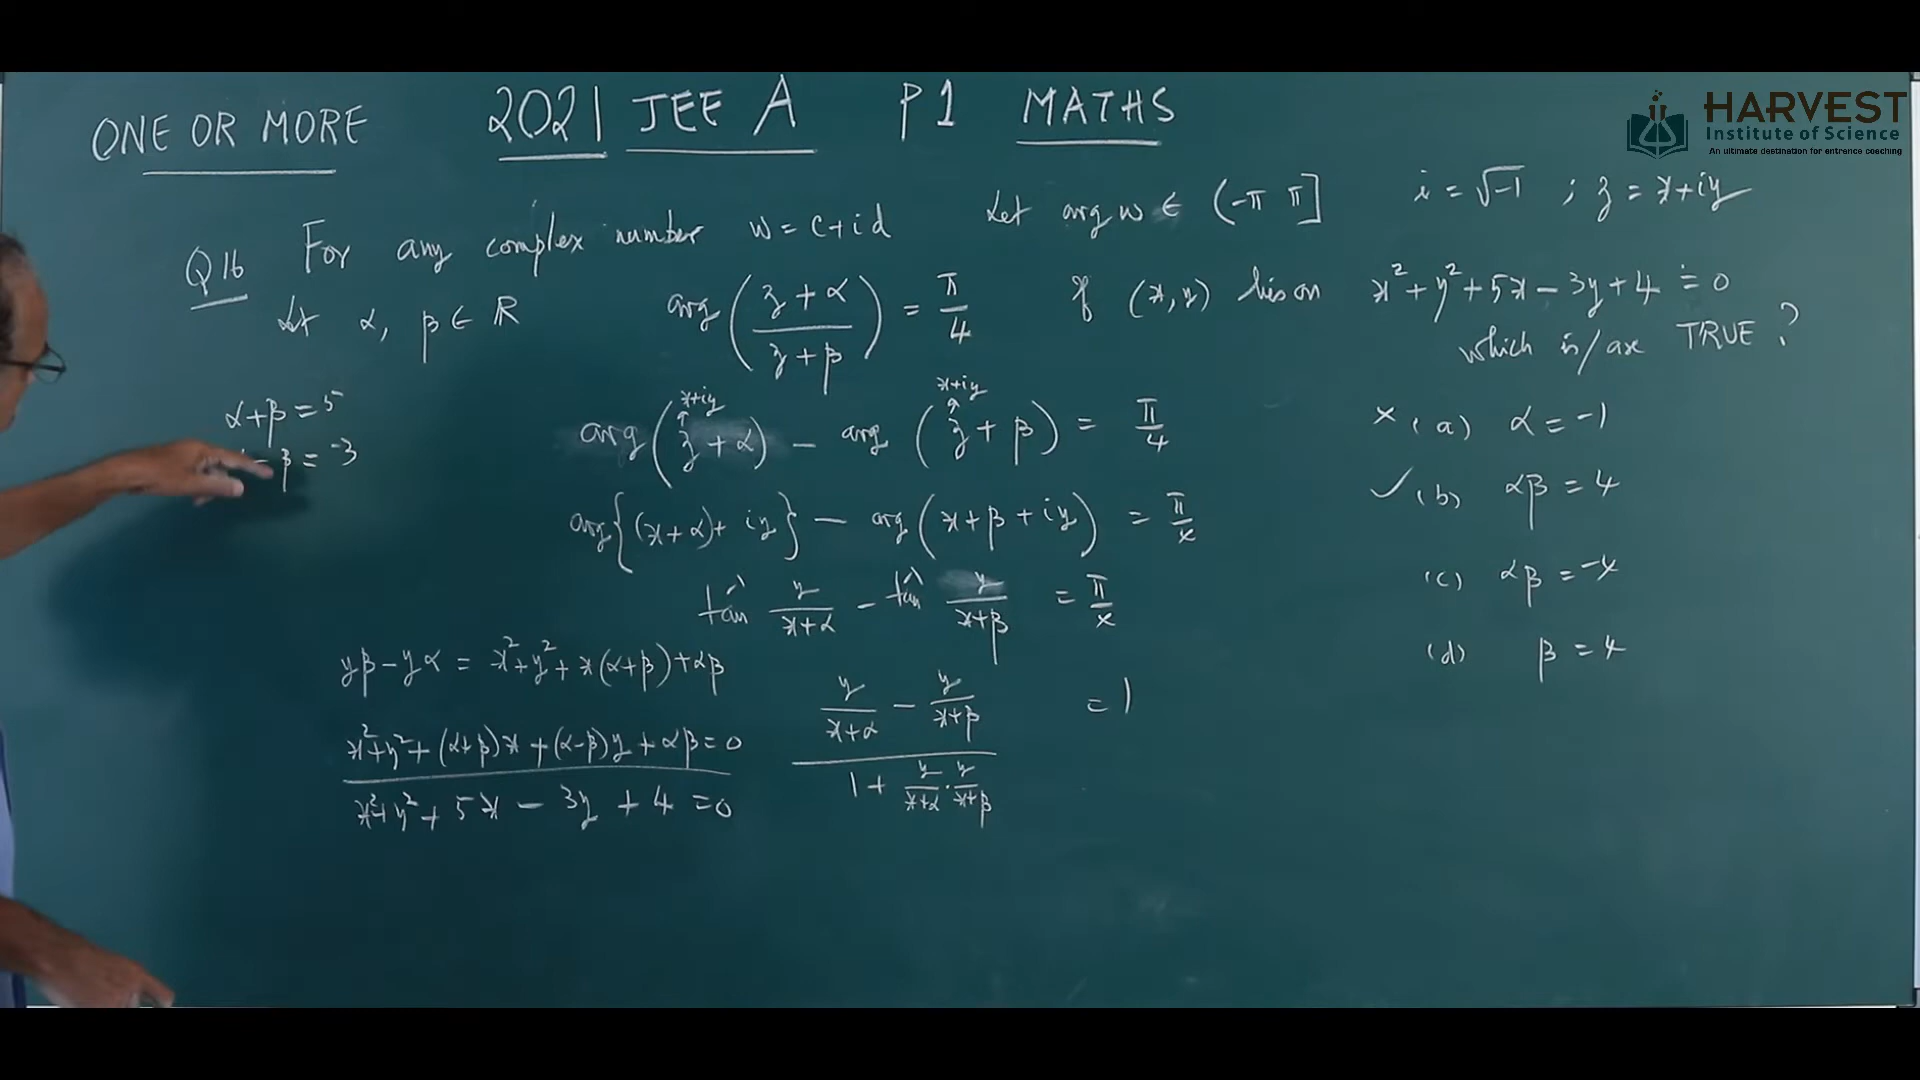 ONE OR MORE 2021 JEE A P1 MATHS
HARVEST
Institute of Science
An ultimate destination for entrance coaching
Q16 For any complex number w = c + id Let arg w ∈ (-π π] i = √-1 ; z = x+iy
Let α, β ∈ ℝ arg((z + α)/(z + β)) = π/4 If (x, y) lies on x² + y² + 5x - 3y + 4 = 0
which is/are TRUE ?
α+β = 5
- β = -3
x+iy x+iy
arg(z + α) - arg(z + β) = π/4
arg{(x + α) + iy} - arg(x + β + iy) = π/4
tan⁻¹ y/(x+α) - tan⁻¹ y/(x+β) = π/4
yβ - yα = x² + y² + x(α+β) + αβ
(y/(x+α) - y/(x+β))/(1 + y/(x+α) · y/(x+β)) = 1
x² + y² + (α+β)x + (α-β)y + αβ = 0
x² + y² + 5x - 3y + 4 = 0
× (a) α = -1
✓ (b) αβ = 4
(c) αβ = -4
(d) β = 4